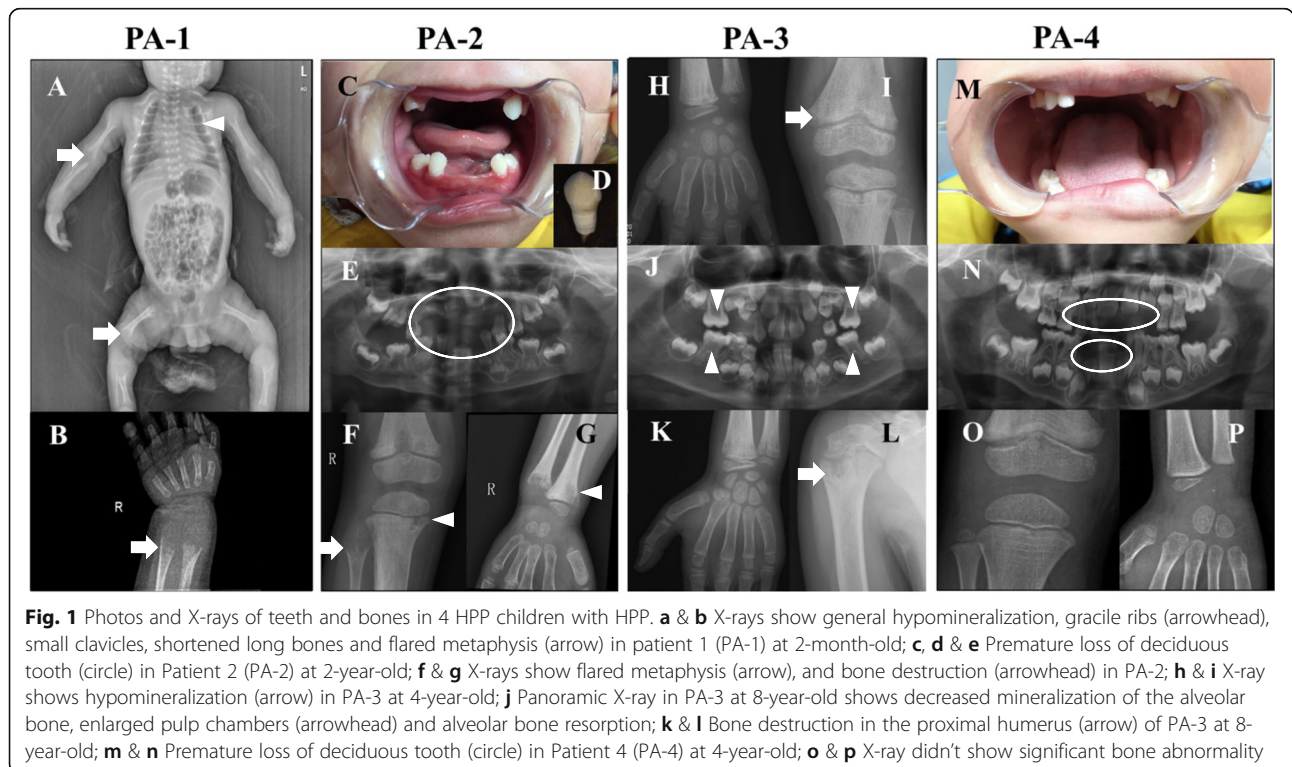 PA-1 PA-2 PA-3 PA-4
A
L
B
R
C
D
E
F
R
G
R
H
I
J
K
L
M
N
O
P
Fig. 1 Photos and X-rays of teeth and bones in 4 HPP children with HPP. a & b X-rays show general hypomineralization, gracile ribs (arrowhead),
small clavicles, shortened long bones and flared metaphysis (arrow) in patient 1 (PA-1) at 2-month-old; c, d & e Premature loss of deciduous
tooth (circle) in Patient 2 (PA-2) at 2-year-old; f & g X-rays show flared metaphysis (arrow), and bone destruction (arrowhead) in PA-2; h & i X-ray
shows hypomineralization (arrow) in PA-3 at 4-year-old; j Panoramic X-ray in PA-3 at 8-year-old shows decreased mineralization of the alveolar
bone, enlarged pulp chambers (arrowhead) and alveolar bone resorption; k & l Bone destruction in the proximal humerus (arrow) of PA-3 at 8-
year-old; m & n Premature loss of deciduous tooth (circle) in Patient 4 (PA-4) at 4-year-old; o & p X-ray didn't show significant bone abnormality